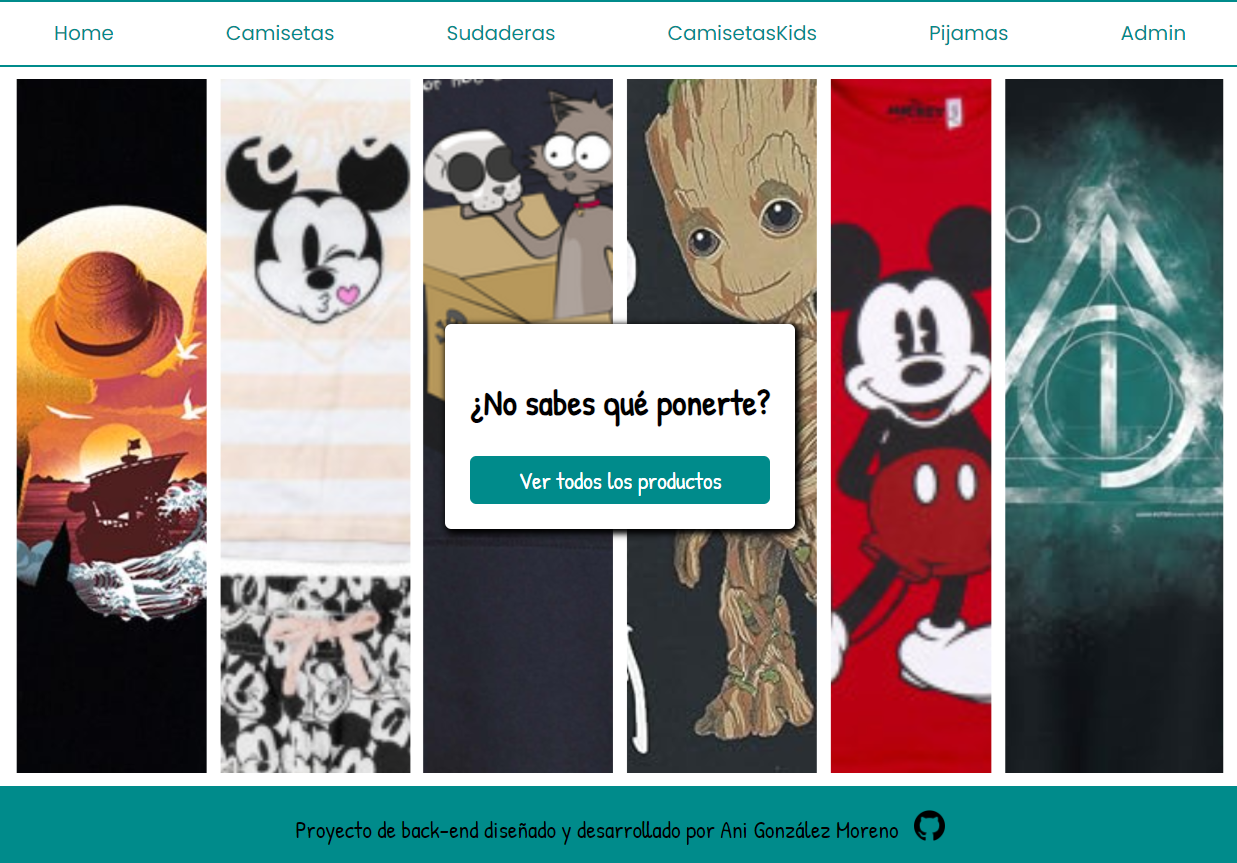 Home Camisetas Sudaderas CamisetasKids Pijamas Admin
¿No sabes qué ponerte?
Ver todos los productos
Proyecto de back-end diseñado y desarrollado por Ani González Moreno